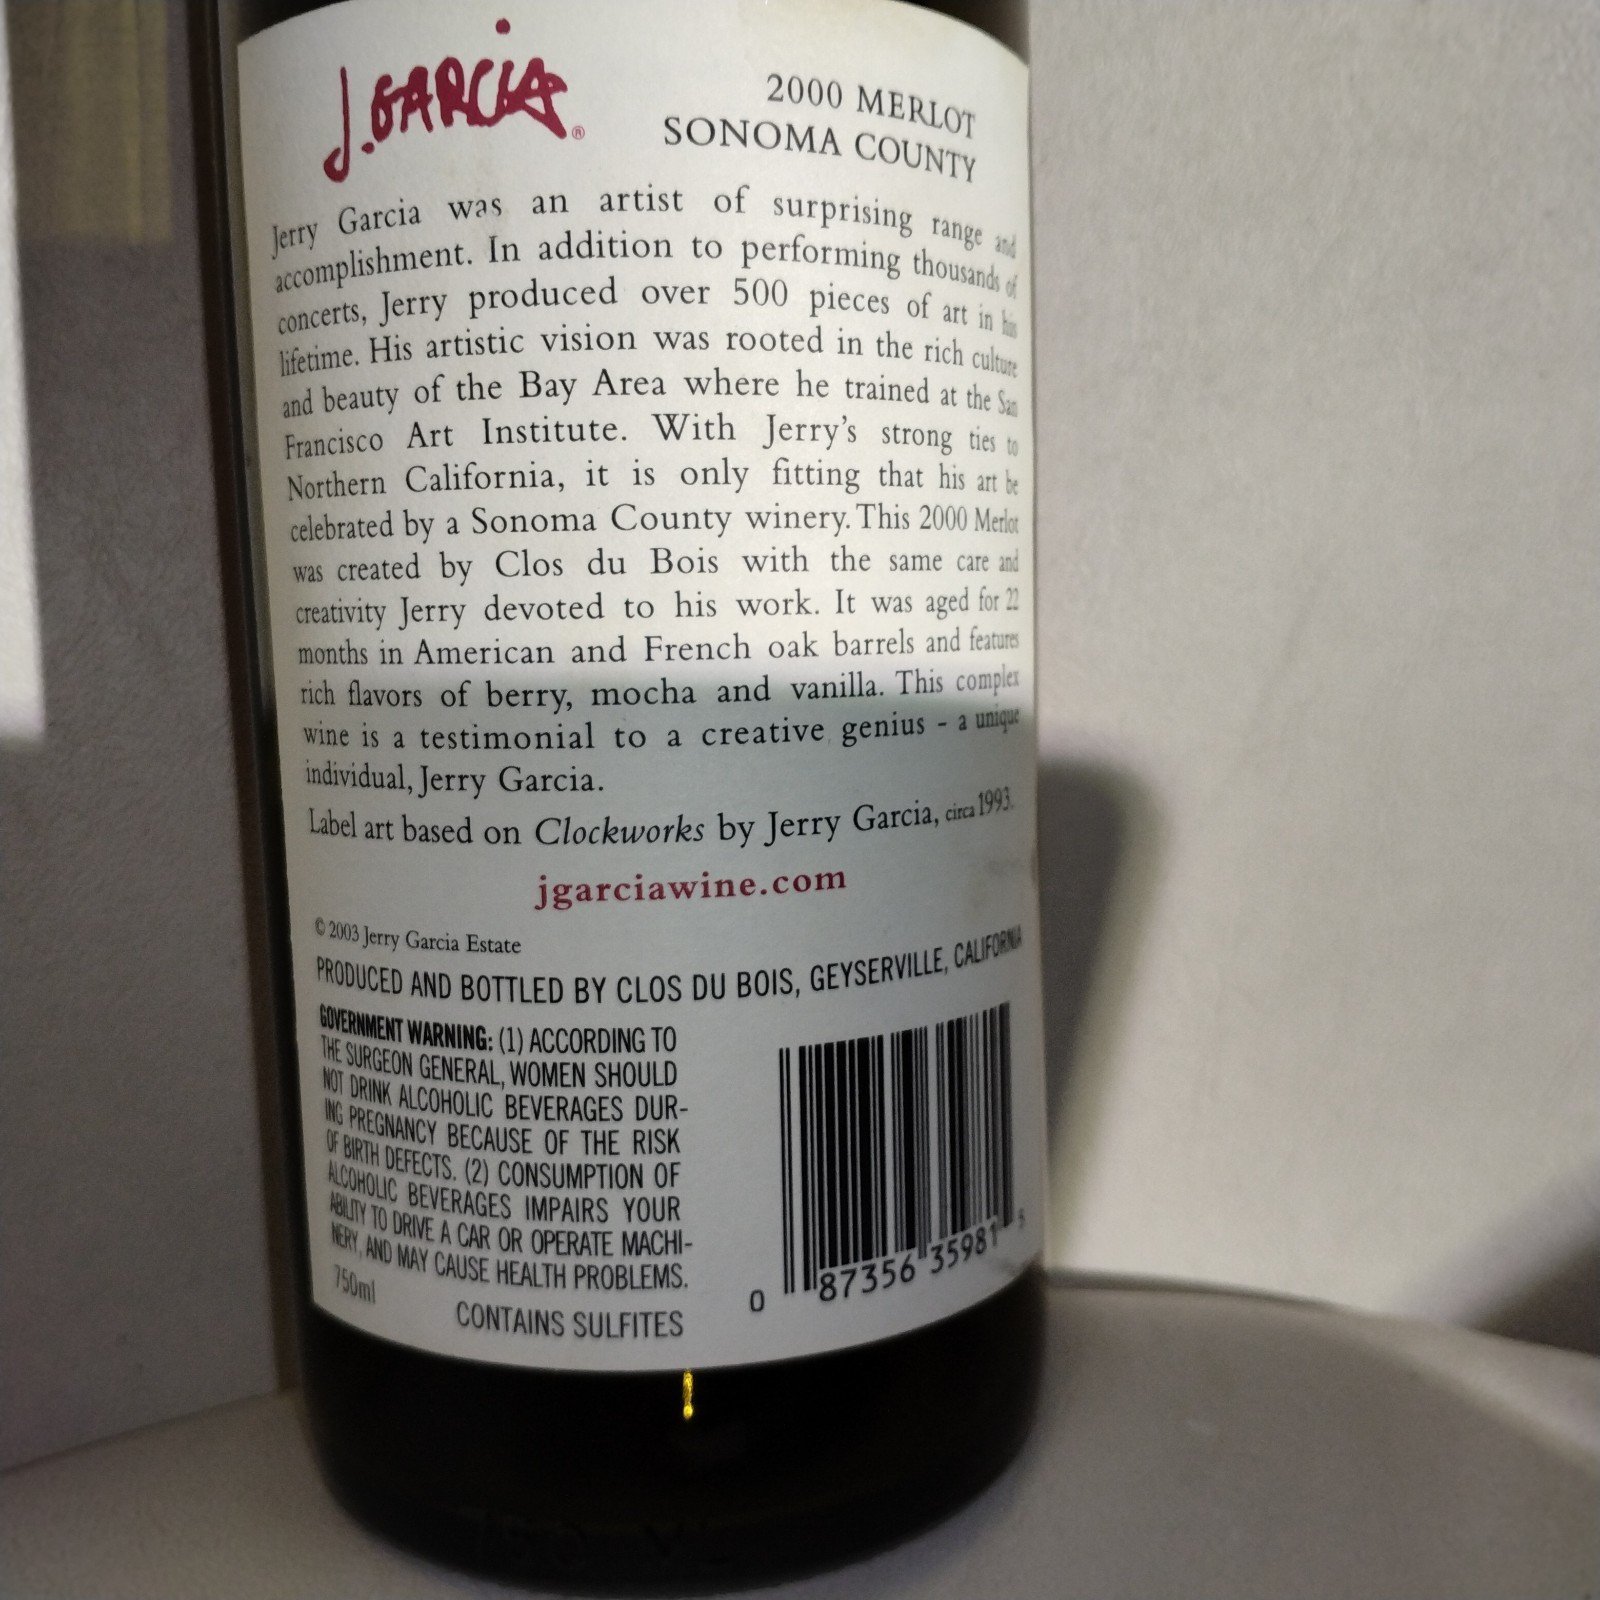 J. GARCIA®
2000 MERLOT
SONOMA COUNTY
Jerry Garcia was an artist of surprising range and
accomplishment. In addition to performing thousands of
concerts, Jerry produced over 500 pieces of art in his
lifetime. His artistic vision was rooted in the rich culture
and beauty of the Bay Area where he trained at the San
Francisco Art Institute. With Jerry's strong ties to
Northern California, it is only fitting that his art be
celebrated by a Sonoma County winery. This 2000 Merlot
was created by Clos du Bois with the same care and
creativity Jerry devoted to his work. It was aged for 22
months in American and French oak barrels and features
rich flavors of berry, mocha and vanilla. This complex
wine is a testimonial to a creative genius - a unique
individual, Jerry Garcia.
Label art based on Clockworks by Jerry Garcia, circa 1993.
jgarciawine.com
© 2003 Jerry Garcia Estate
PRODUCED AND BOTTLED BY CLOS DU BOIS, GEYSERVILLE, CALIFORNIA
GOVERNMENT WARNING: (1) ACCORDING TO
THE SURGEON GENERAL, WOMEN SHOULD
NOT DRINK ALCOHOLIC BEVERAGES DUR-
ING PREGNANCY BECAUSE OF THE RISK
OF BIRTH DEFECTS. (2) CONSUMPTION OF
ALCOHOLIC BEVERAGES IMPAIRS YOUR
ABILITY TO DRIVE A CAR OR OPERATE MACHI-
NERY, AND MAY CAUSE HEALTH PROBLEMS.
750ml
CONTAINS SULFITES
0 87356 35981 5